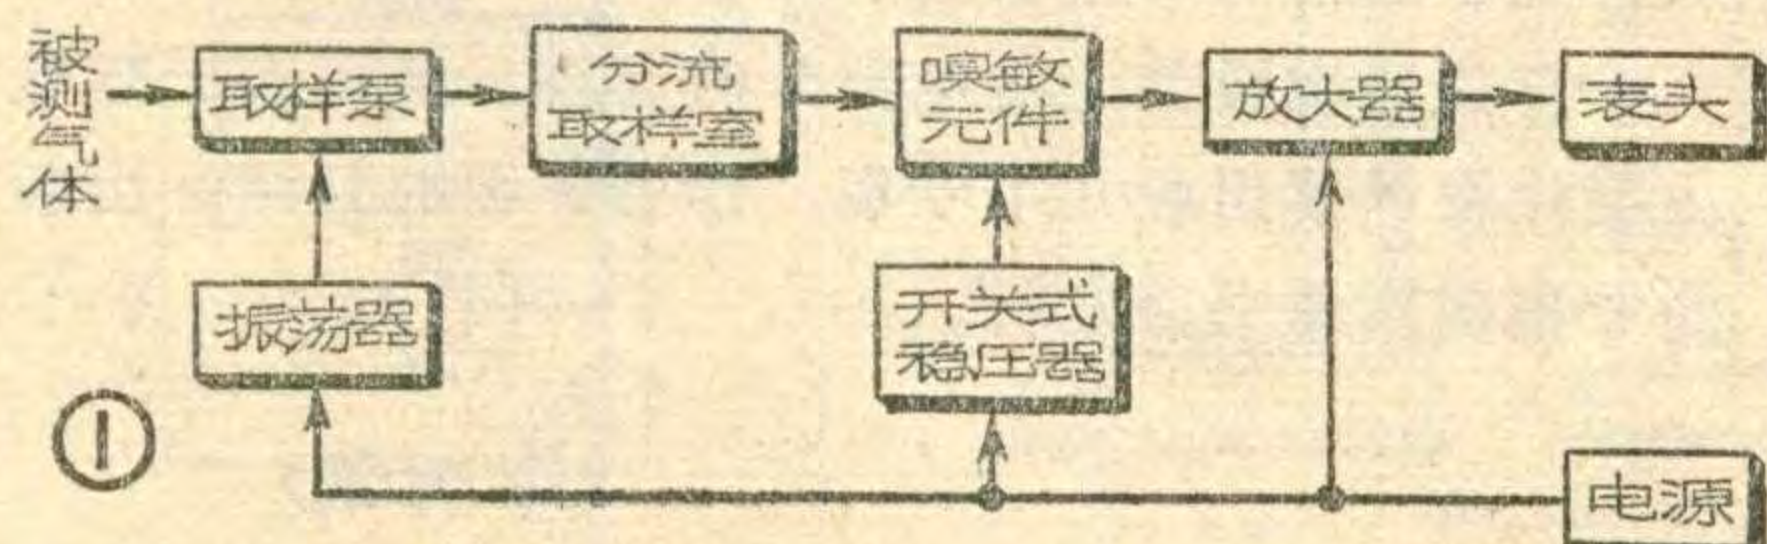 被测气体
取样泵
分流
取样室
嗅敏
元件
放大器
表头
振荡器
开关式
稳压器
①
电源